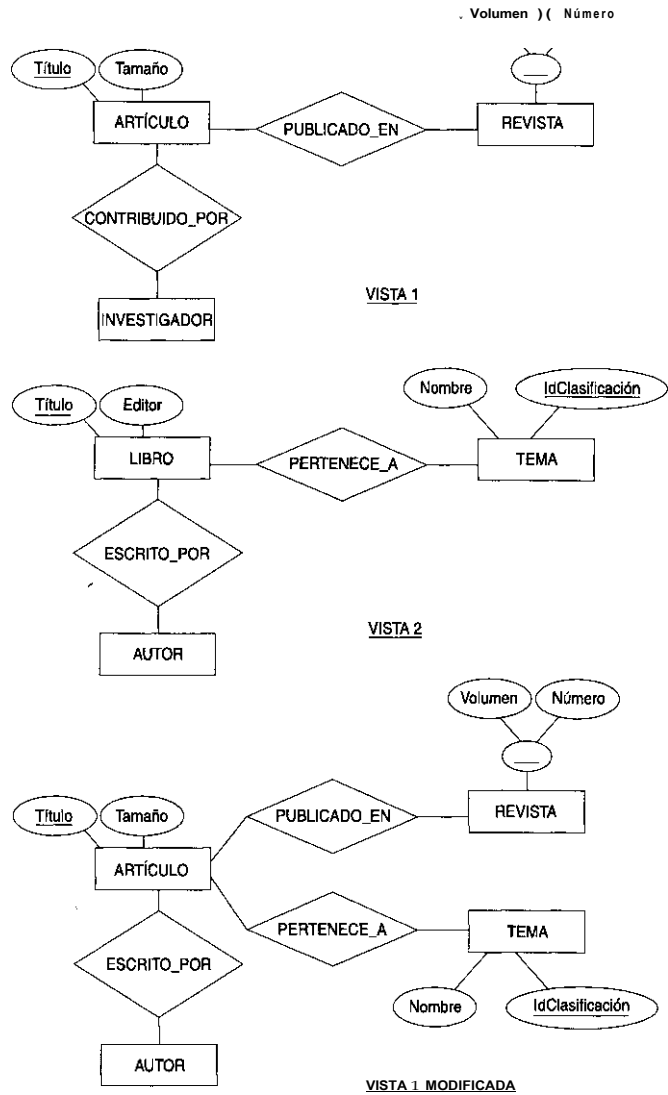 Volumen Número
Título Tamaño
ARTÍCULO PUBLICADO_EN REVISTA
CONTRIBUIDO_POR
VISTA 1
INVESTIGADOR
Título Editor Nombre IdClasificación
LIBRO PERTENECE_A TEMA
ESCRITO_POR
VISTA 2
AUTOR
Volumen Número
Título Tamaño PUBLICADO_EN REVISTA
ARTÍCULO
PERTENECE_A TEMA
ESCRITO_POR
Nombre IdClasificación
AUTOR
VISTA 1 MODIFICADA